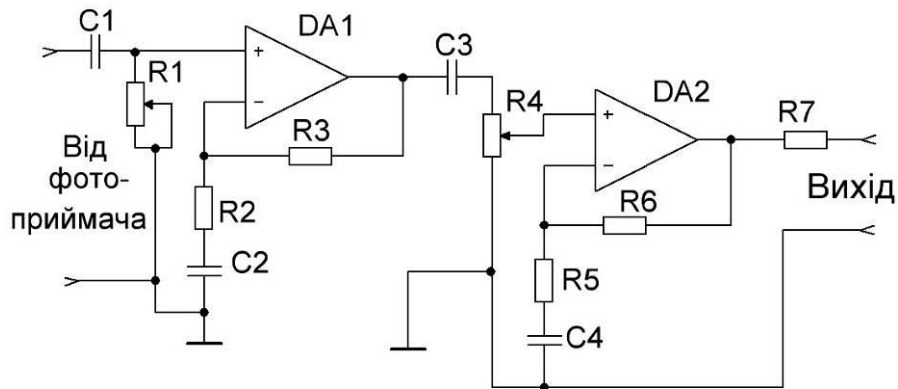 C1
DA1
R1
C3
R4
DA2
R7
R3
Від
фото-
приймача
R2
C2
R6
Вихід
R5
C4